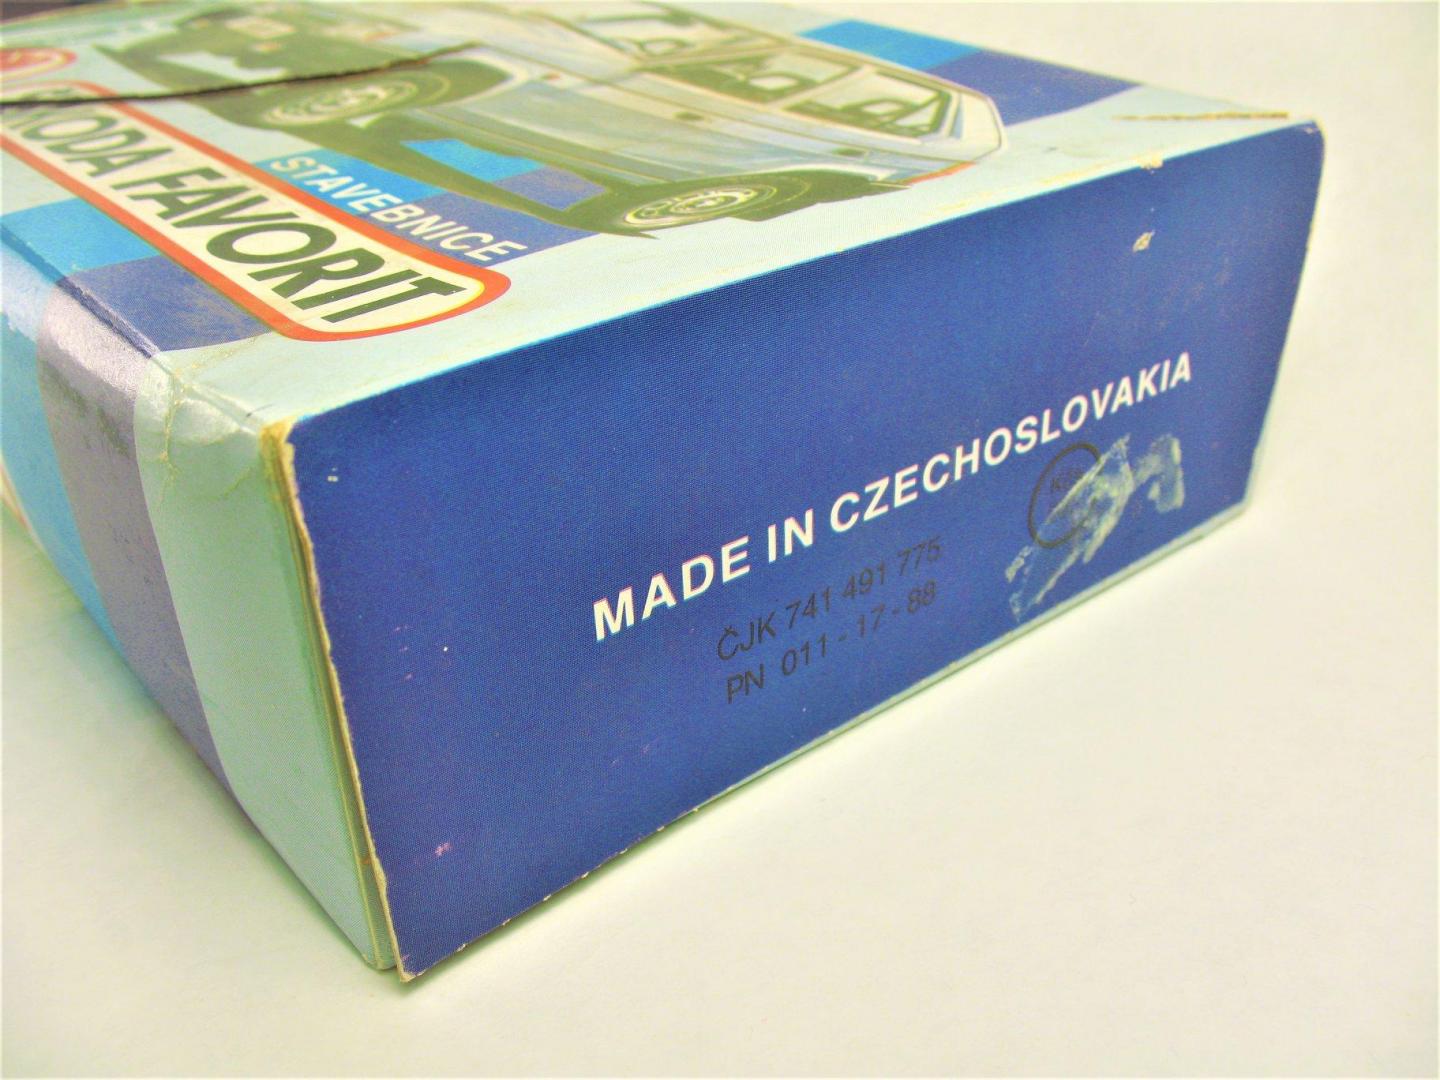 ŠKODA FAVORIT
STAVEBNICE
MADE IN CZECHOSLOVAKIA
ČJK 741 491 775
PN 011 - 17 - 88